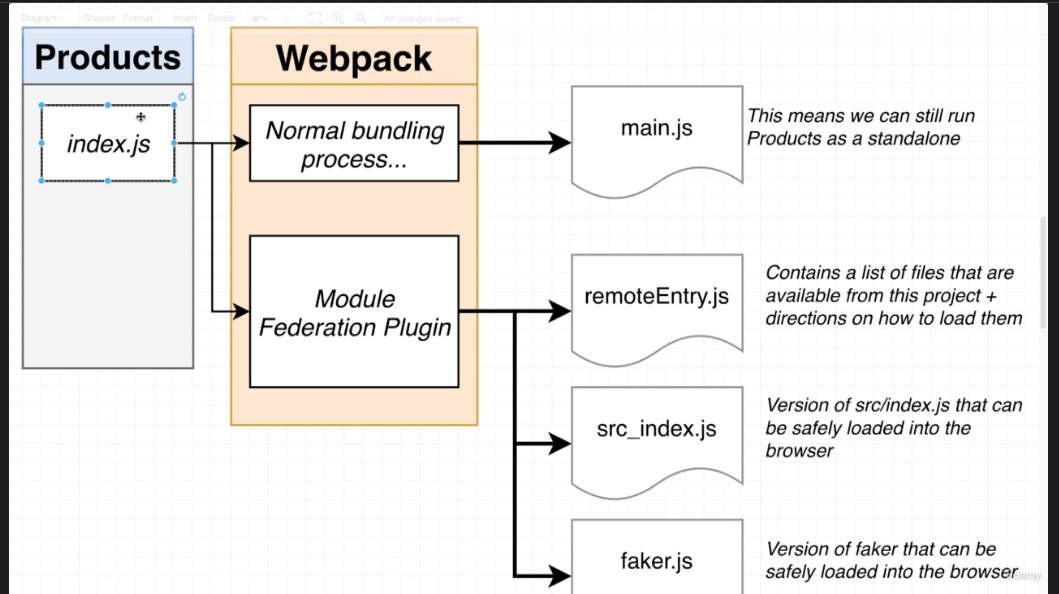 Diagram Shapes Format Insert Delete All changes saved
Products
Webpack
index.js
Normal bundling
process...
main.js
This means we can still run
Products as a standalone
Module
Federation Plugin
remoteEntry.js
Contains a list of files that are
available from this project +
directions on how to load them
src_index.js
Version of src/index.js that can
be safely loaded into the
browser
faker.js
Version of faker that can be
safely loaded into the browser